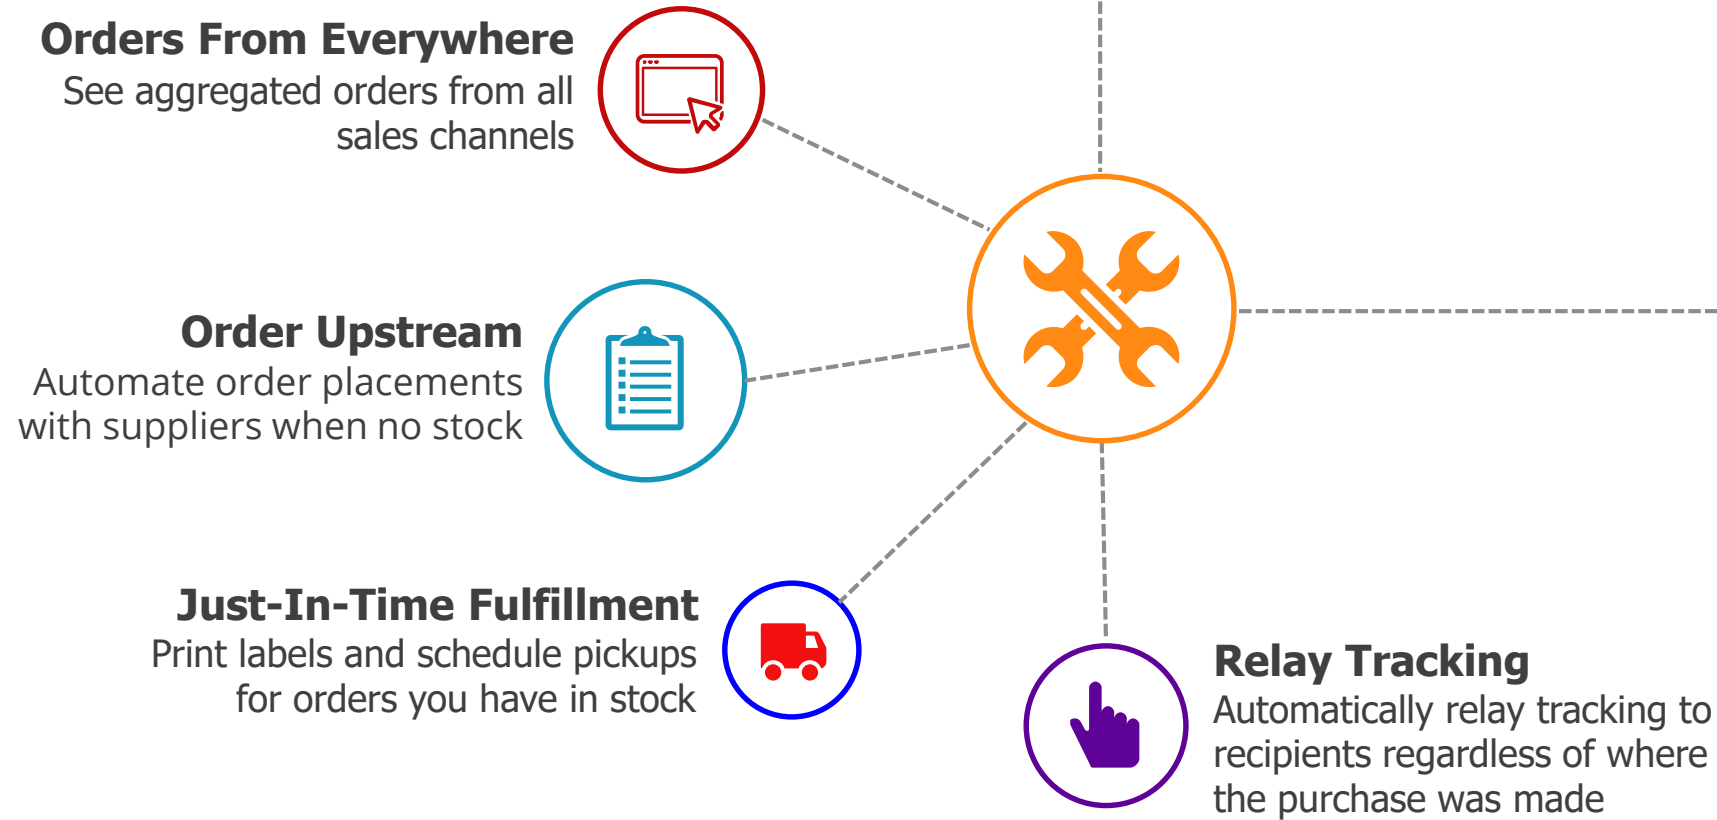 Orders From Everywhere
See aggregated orders from all
sales channels
Order Upstream
Automate order placements
with suppliers when no stock
Just-In-Time Fulfillment
Print labels and schedule pickups
for orders you have in stock
Relay Tracking
Automatically relay tracking to
recipients regardless of where
the purchase was made